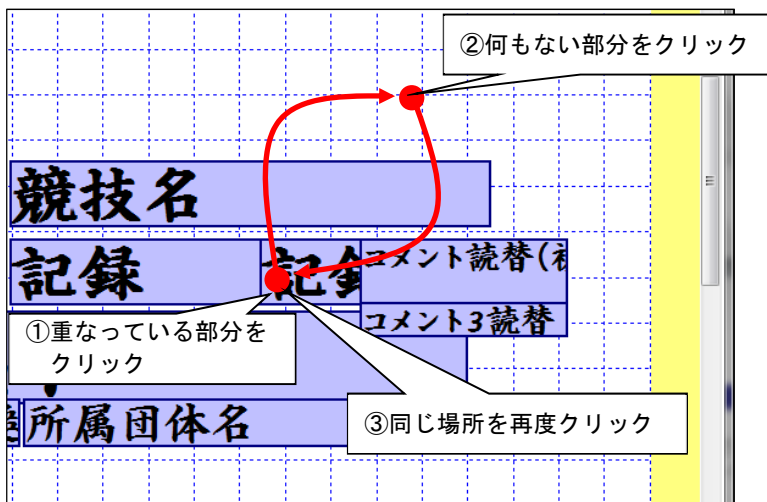 ②何もない部分をクリック
競技名
記録
記録
コメント読替(
コメント3読替
①重なっている部分を
クリック
所属団体名
③同じ場所を再度クリック